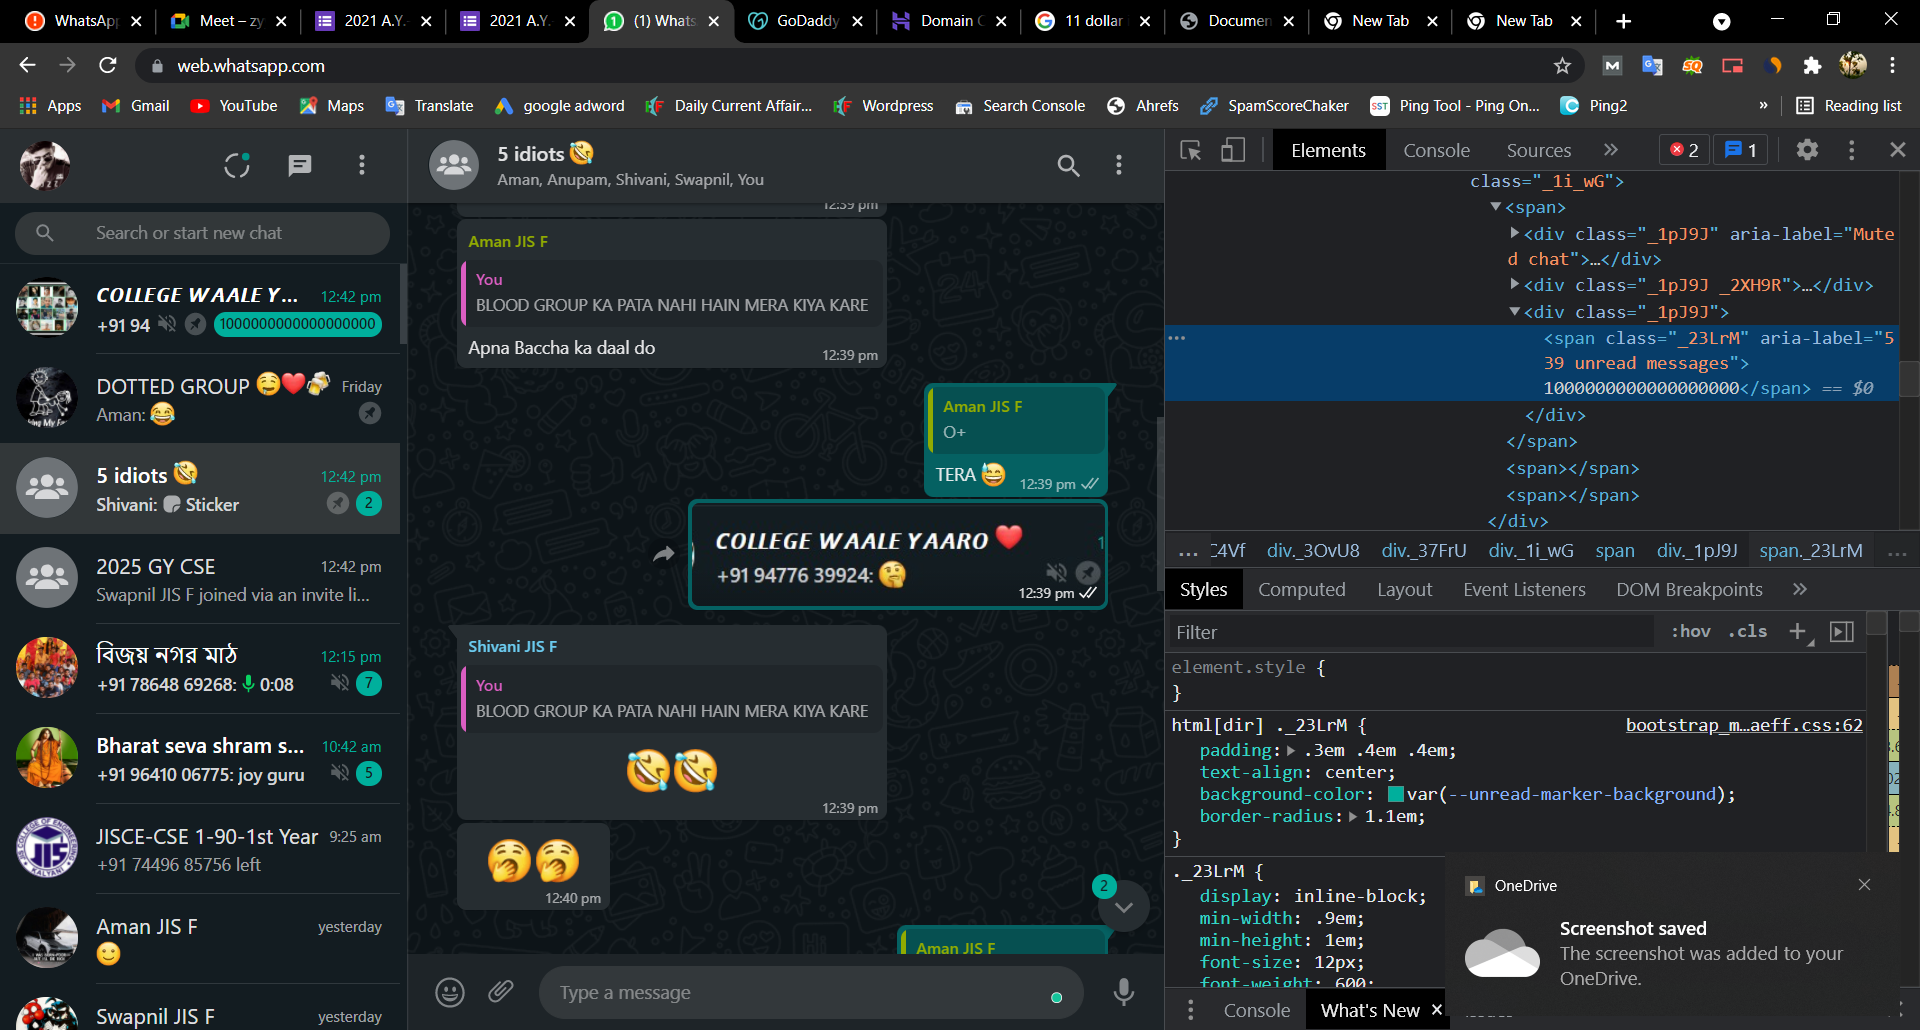 WhatsApp
Meet – zy
2021 A.Y.
2021 A.Y.
(1) Whats
GoDaddy
Domain
11 dollar
Documen
New Tab
New Tab
web.whatsapp.com
Apps
Gmail
YouTube
Maps
Translate
google adword
Daily Current Affair...
Wordpress
Search Console
Ahrefs
SpamScoreChaker
Ping Tool - Ping On...
Ping2
»
Reading list
Search or start new chat
COLLEGE WAALE Y...
12:42 pm
+91 94
1000000000000000000
DOTTED GROUP 🤤❤️🍻
Friday
Aman: 😂
5 idiots 🤣
12:42 pm
Shivani: Sticker
2
2025 GY CSE
12:42 pm
Swapnil JIS F joined via an invite li...
বিজয় নগর মাঠ
12:15 pm
+91 78648 69268: 0:08
7
Bharat seva shram s...
10:42 am
+91 96410 06775: joy guru
5
JISCE-CSE 1-90-1st Year
9:25 am
+91 74496 85756 left
Aman JIS F
yesterday
🙂
Swapnil JIS F
yesterday
5 idiots 🤣
Aman, Anupam, Shivani, Swapnil, You
12:39 pm
Aman JIS F
You
BLOOD GROUP KA PATA NAHI HAIN MERA KIYA KARE
Apna Baccha ka daal do
12:39 pm
Aman JIS F
O+
TERA 😅
12:39 pm
COLLEGE WAALE YAARO ❤️
1
+91 94776 39924: 🤔
12:39 pm
Shivani JIS F
You
BLOOD GROUP KA PATA NAHI HAIN MERA KIYA KARE
🤣🤣
12:39 pm
🥱🥱
12:40 pm
2
Aman JIS F
Type a message
Elements
Console
Sources
»
2
1
class="_1i_wG">
▼<span>
▶<div class="_1pJ9J" aria-label="Mute
d chat">…</div>
▶<div class="_1pJ9J _2XH9R">…</div>
▼<div class="_1pJ9J">
<span class="_23LrM" aria-label="5
39 unread messages">
1000000000000000000</span> == $0
</div>
</span>
<span></span>
<span></span>
</div>
...
C4Vf
div._3OvU8
div._37FrU
div._1i_wG
span
div._1pJ9J
span._23LrM
...
Styles
Computed
Layout
Event Listeners
DOM Breakpoints
»
Filter
:hov
.cls
element.style {
}
html[dir] ._23LrM {
bootstrap_m…aeff.css:62
padding:▶ .3em .4em .4em;
text-align: center;
background-color: var(--unread-marker-background);
border-radius:▶ 1.1em;
}
._23LrM {
display: inline-block;
min-width: .9em;
min-height: 1em;
font-size: 12px;
font-weight: 600;
Console
What's New
OneDrive
Screenshot saved
The screenshot was added to your
OneDrive.